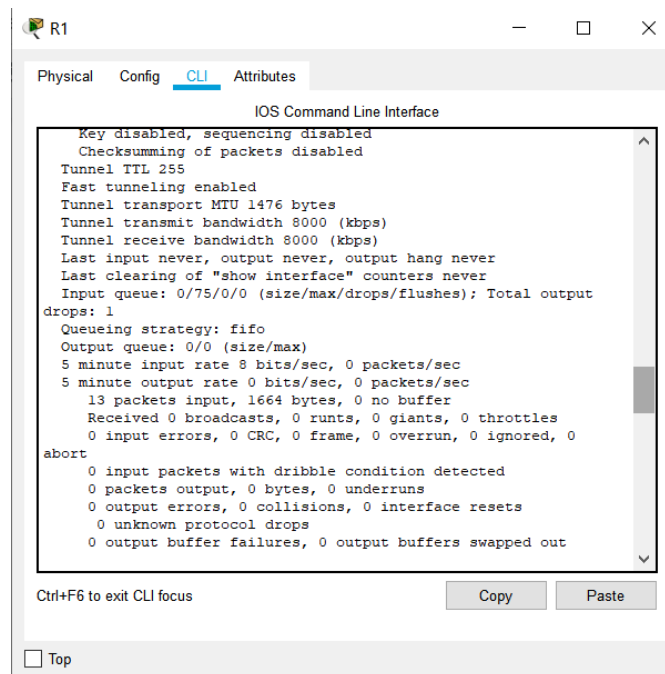 R1
Physical Config CLI Attributes
IOS Command Line Interface
Key disabled, sequencing disabled
Checksumming of packets disabled
Tunnel TTL 255
Fast tunneling enabled
Tunnel transport MTU 1476 bytes
Tunnel transmit bandwidth 8000 (kbps)
Tunnel receive bandwidth 8000 (kbps)
Last input never, output never, output hang never
Last clearing of "show interface" counters never
Input queue: 0/75/0/0 (size/max/drops/flushes); Total output
drops: 1
Queueing strategy: fifo
Output queue: 0/0 (size/max)
5 minute input rate 8 bits/sec, 0 packets/sec
5 minute output rate 0 bits/sec, 0 packets/sec
13 packets input, 1664 bytes, 0 no buffer
Received 0 broadcasts, 0 runts, 0 giants, 0 throttles
0 input errors, 0 CRC, 0 frame, 0 overrun, 0 ignored, 0
abort
0 input packets with dribble condition detected
0 packets output, 0 bytes, 0 underruns
0 output errors, 0 collisions, 0 interface resets
0 unknown protocol drops
0 output buffer failures, 0 output buffers swapped out
Ctrl+F6 to exit CLI focus
Copy Paste
Top